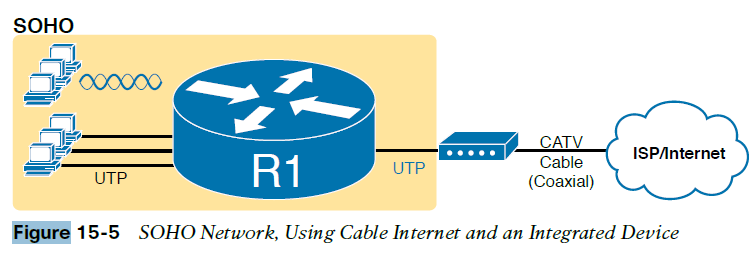 SOHO
UTP
R1
UTP
CATV
Cable
(Coaxial)
ISP/Internet
Figure 15-5 SOHO Network, Using Cable Internet and an Integrated Device